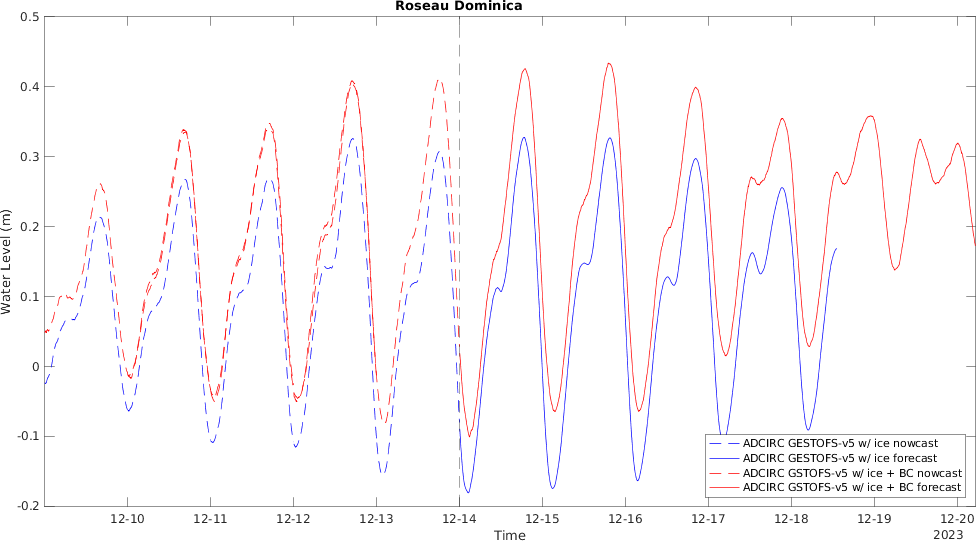 Roseau Dominica
0.5
0.4
0.3
0.2
0.1
0
-0.1
-0.2
Water Level (m)
ADCIRC GESTOFS-v5 w/ ice nowcast
ADCIRC GESTOFS-v5 w/ ice forecast
ADCIRC GSTOFS-v5 w/ ice + BC nowcast
ADCIRC GSTOFS-v5 w/ ice + BC forecast
12-10 12-11 12-12 12-13 12-14 12-15 12-16 12-17 12-18 12-19 12-20
Time
2023